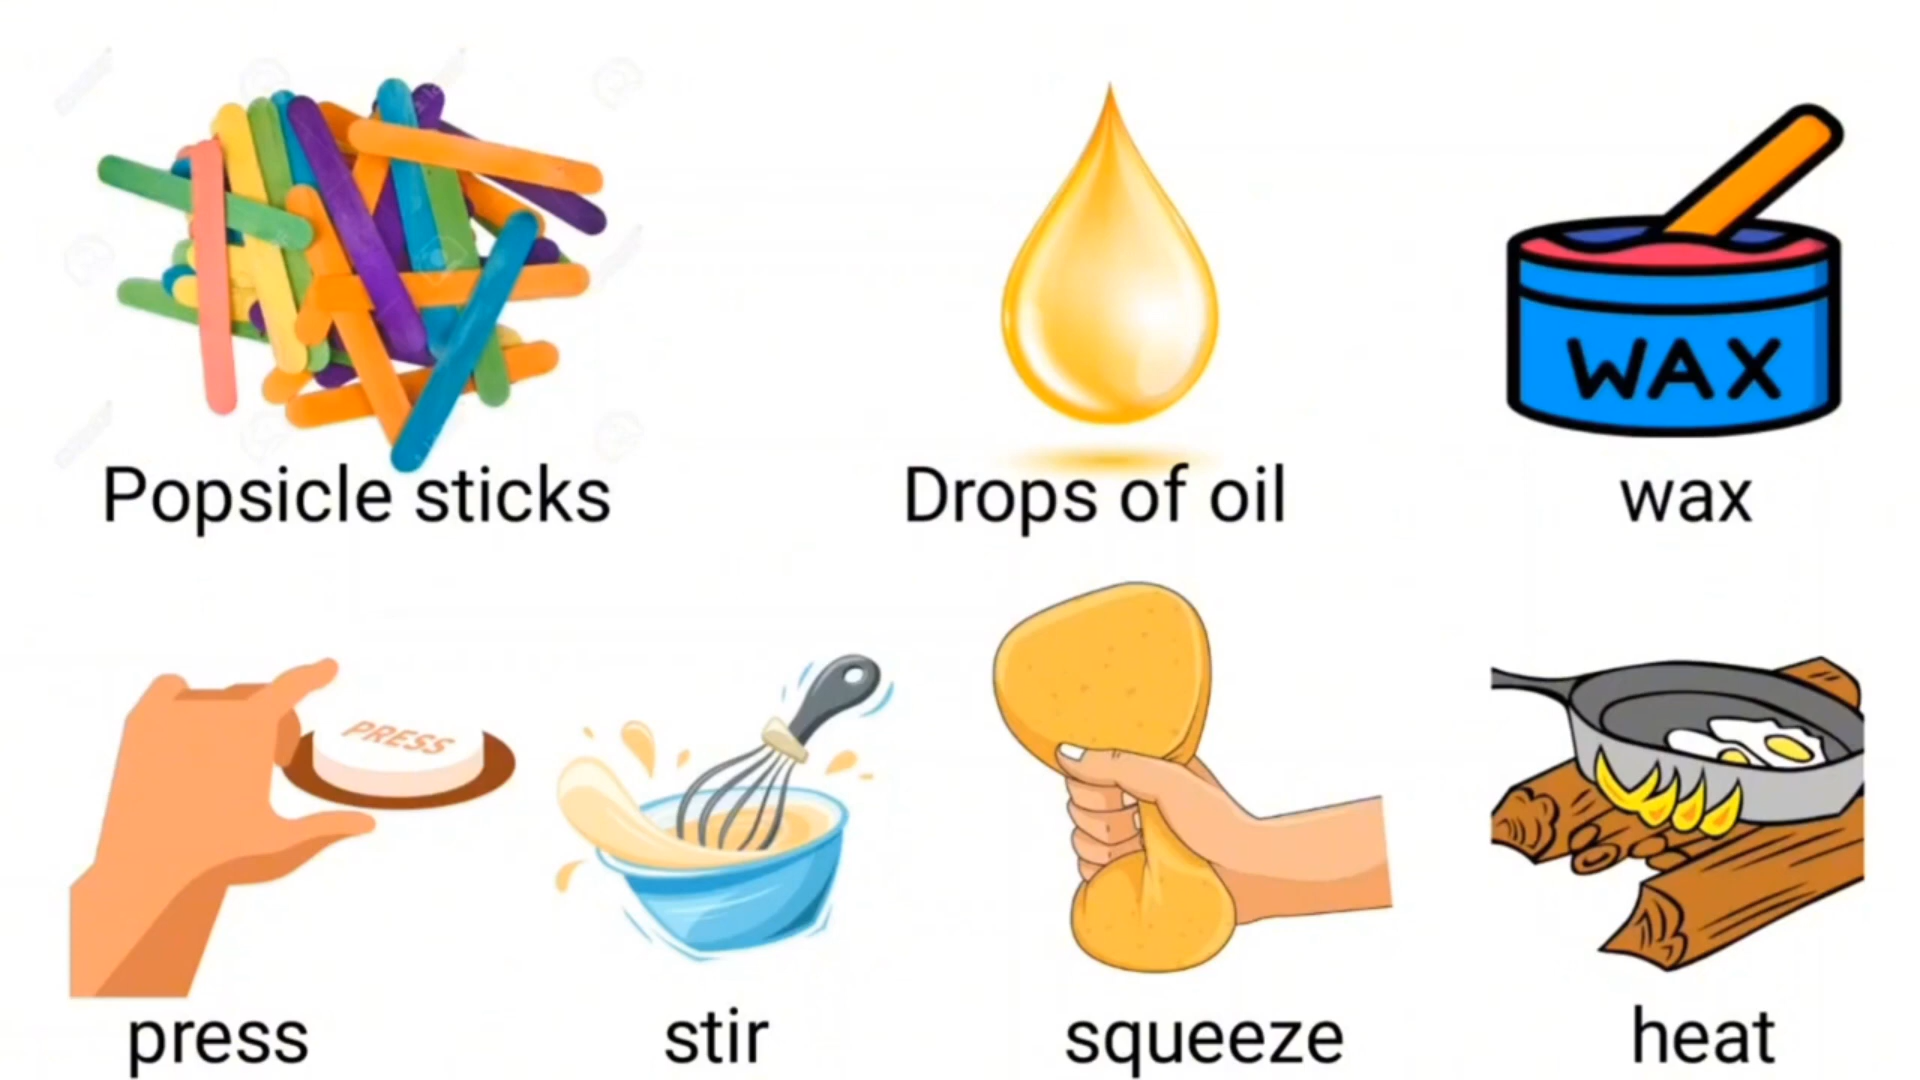 WAX
Popsicle sticks
Drops of oil
wax
PRESS
press
stir
squeeze
heat